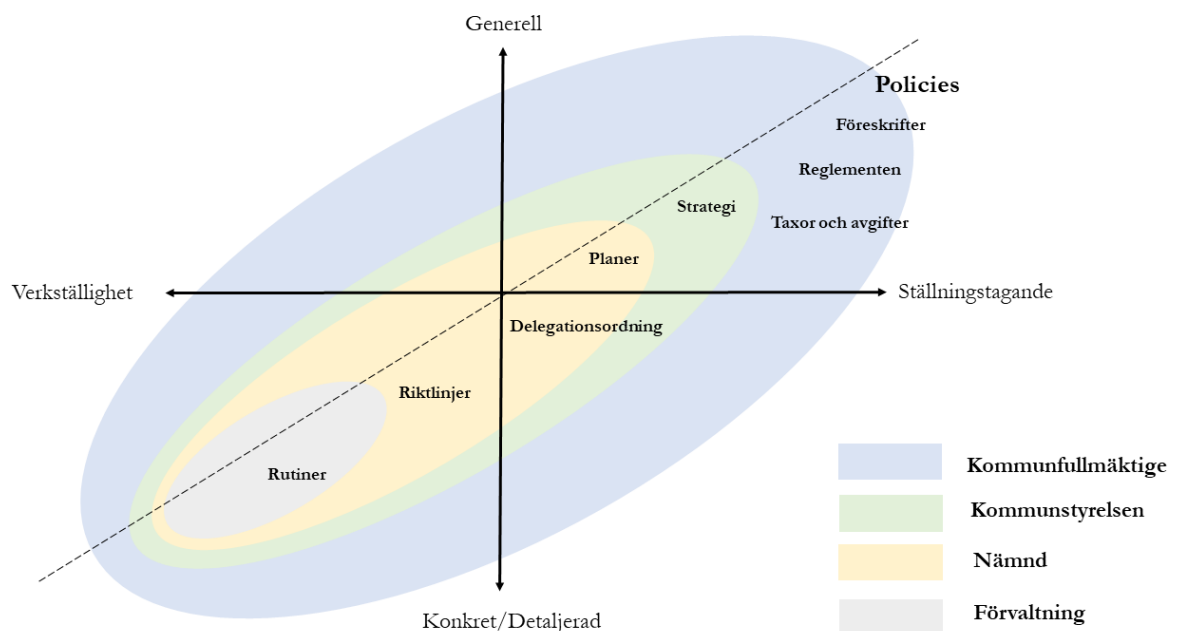 Generell
Policies
Föreskrifter
Reglementen
Strategi
Taxor och avgifter
Planer
Verkställighet
Ställningstagande
Delegationsordning
Riktlinjer
Rutiner
Kommunfullmäktige
Kommunstyrelsen
Nämnd
Förvaltning
Konkret/Detaljerad